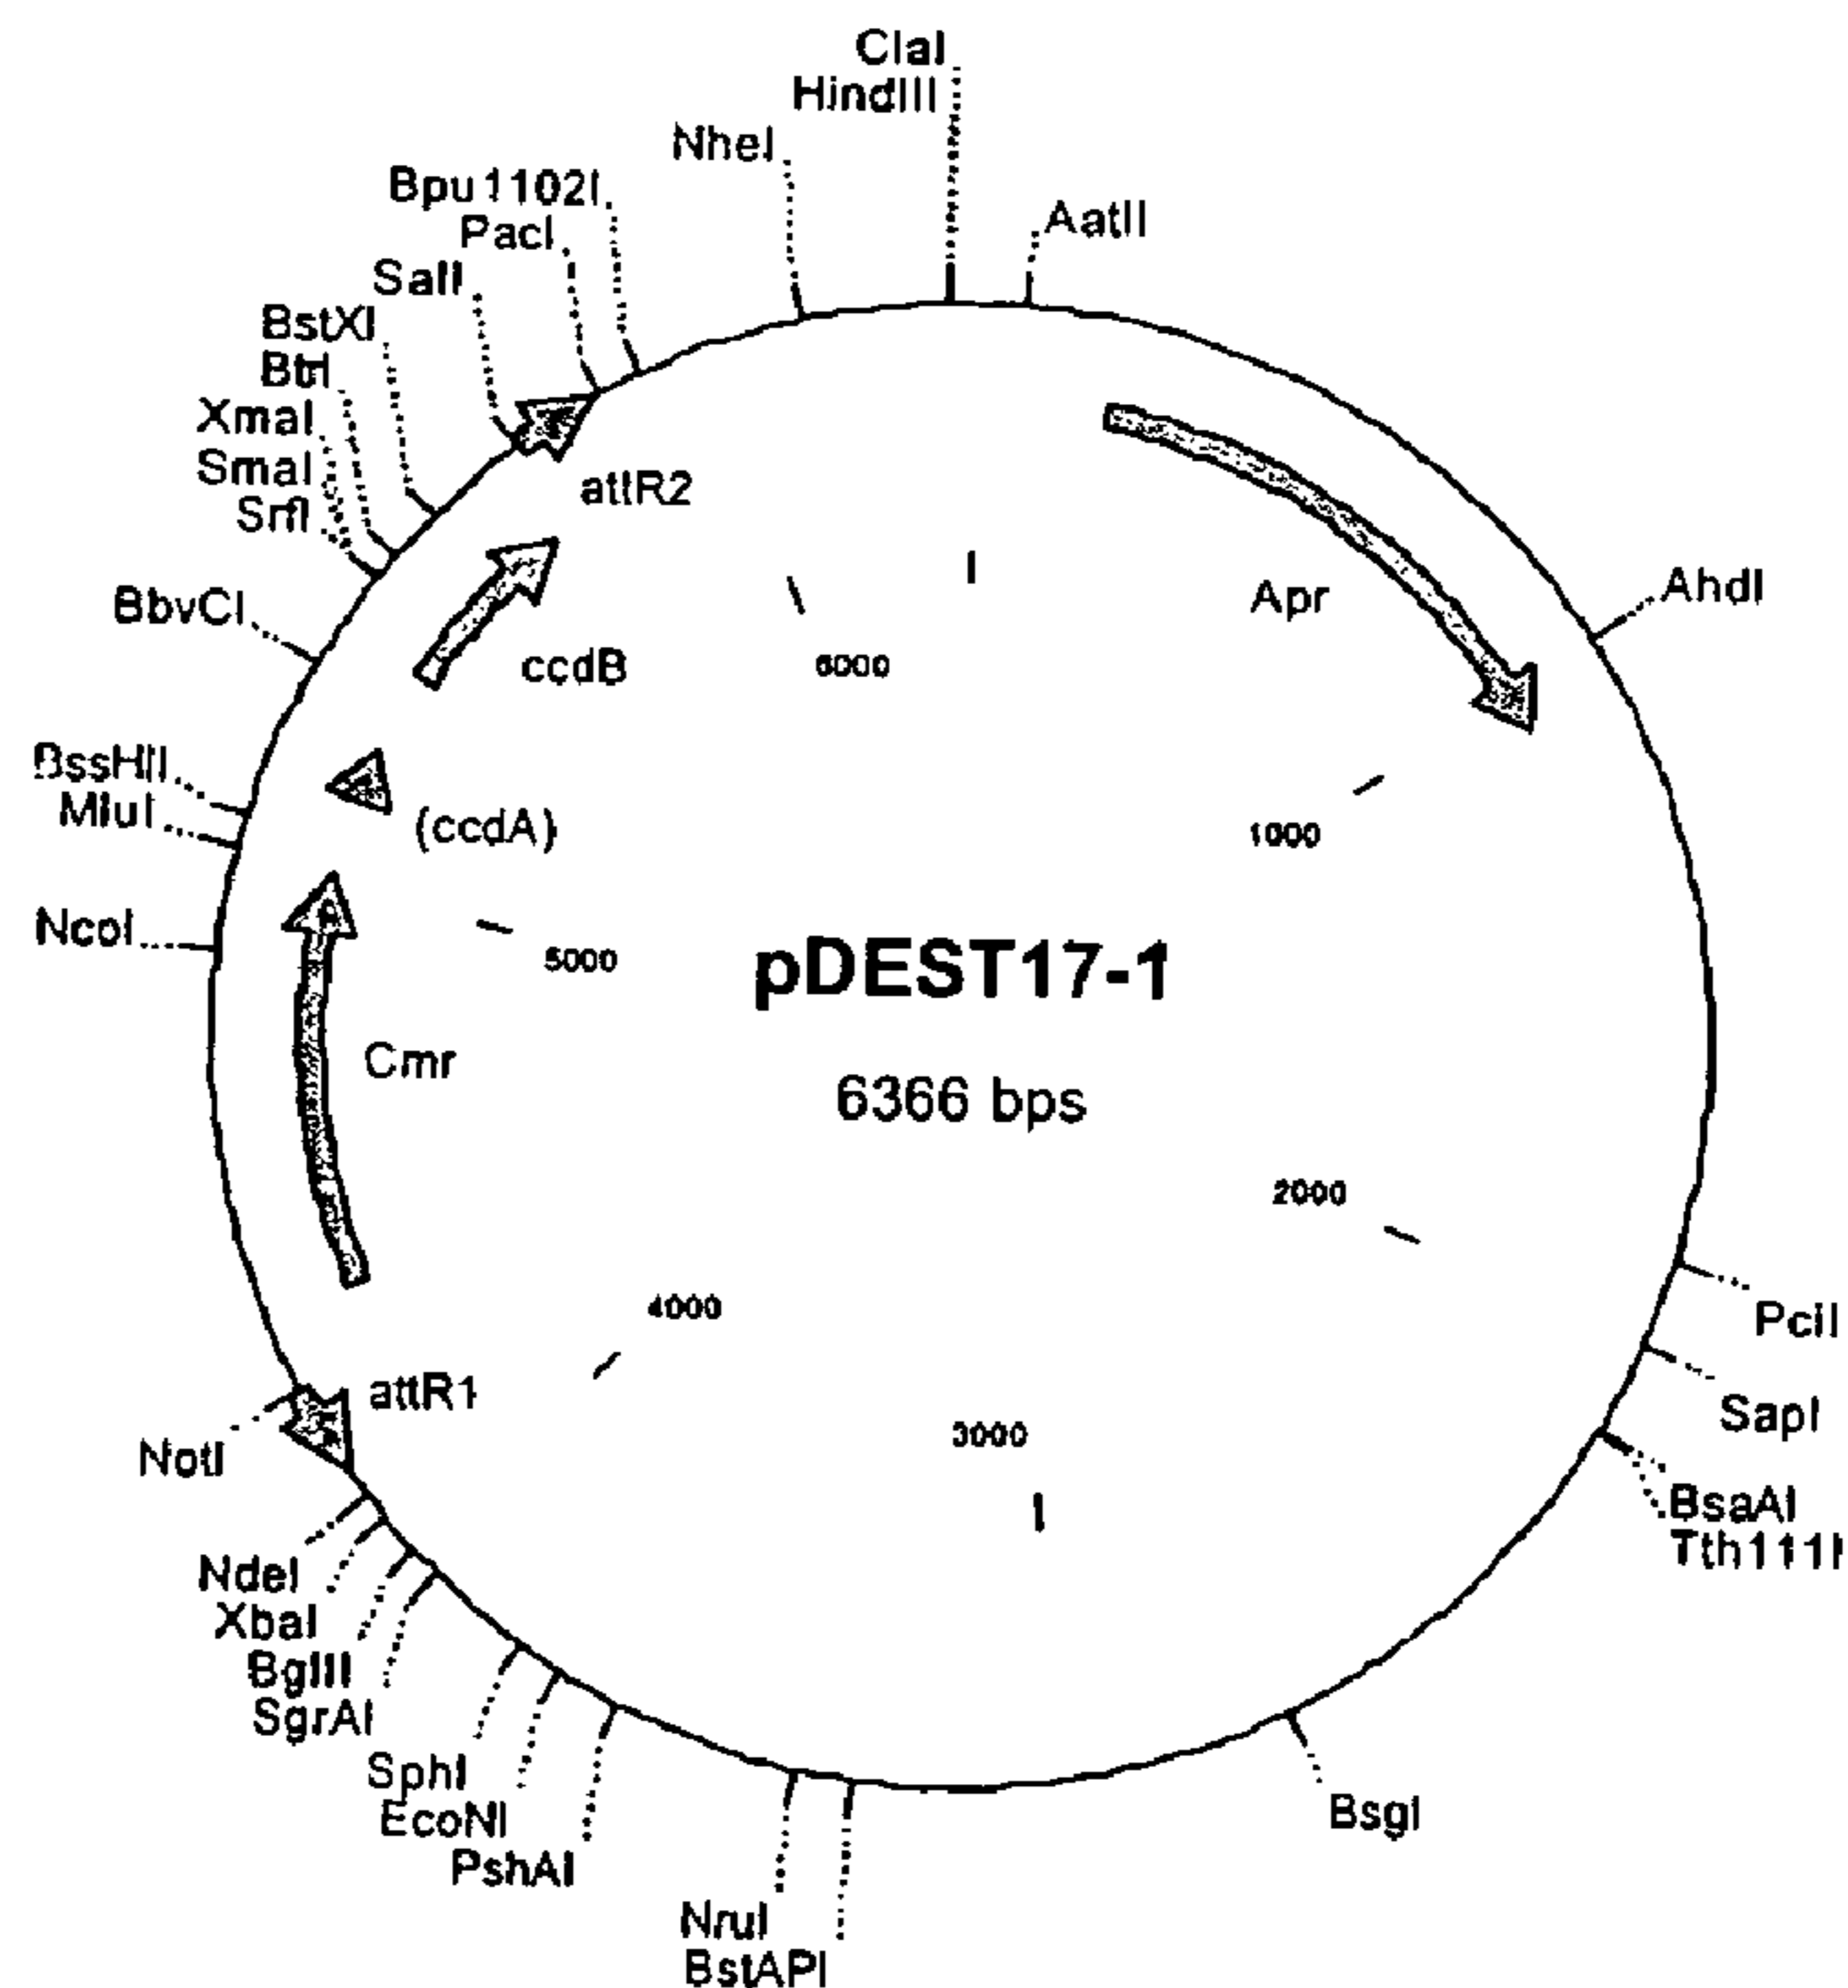 ClaI
HindIII
NheI
Bpu1102I
PacI
SalI
BstXI
BtrI
XmaI
SmaI
SrfI
BbvCI
BssHII
MluI
NcoI
AatII
AhdI
attR2
ccdB
(ccdA)
Cmr
attR1
Apr
6000
1000
5000
pDEST17-1
6366 bps
2000
4000
3000
PciI
SapI
BsaAI
Tth111I
BsgI
NotI
NdeI
XbaI
BglII
SgrAI
SphI
EcoNI
PshAI
NruI
BstAPI